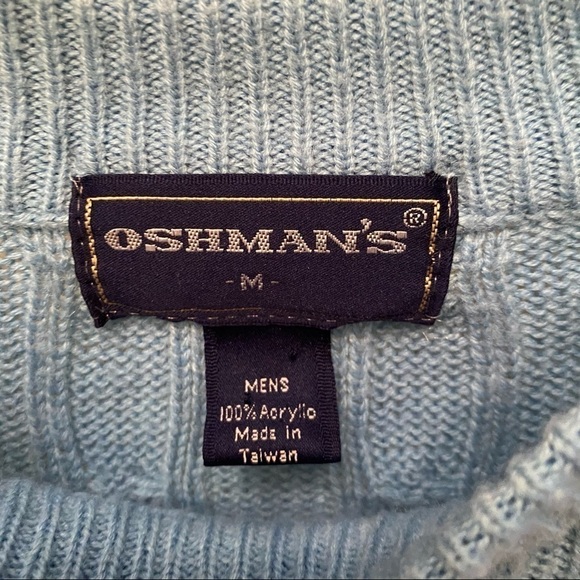 OSHMAN'S®
-M-
MENS
100% Acrylic
Made in
Taiwan